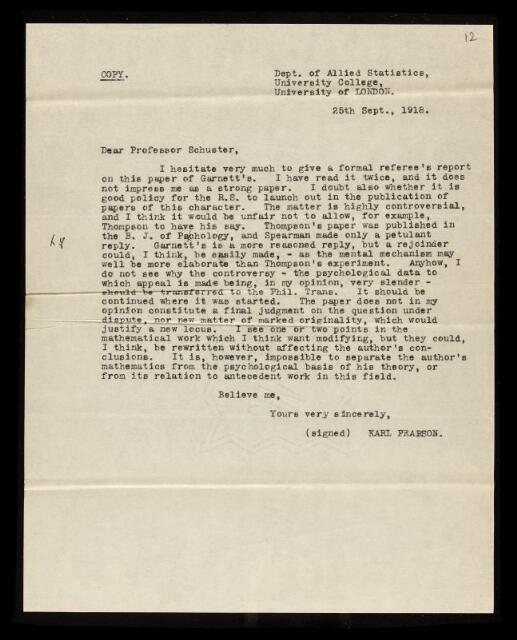 12
COPY.
Dept. of Allied Statistics,
University College,
University of LONDON.
25th Sept., 1918.
Dear Professor Schuster,
I hesitate very much to give a formal referee's report
on this paper of Garnett's. I have read it twice, and it does
not impress me as a strong paper. I doubt also whether it is
good policy for the R.S. to launch out in the publication of
papers of this character. The matter is highly controversial,
and I think it would be unfair not to allow, for example,
Thompson to have his say. Thompson's paper was published in
the B. J. of Pschology, and Spearman made only a petulant
reply. Garnett's is a more reasoned reply, but a rejoinder
could, I think, be easily made, - as the mental mechanism may
well be more elaborate than Thompson's experiment. Anyhow, I
do not see why the controversy - the psychological data to
which appeal is made being, in my opinion, very slender -
should be transferred to the Phil. Trans. It should be
continued where it was started. The paper does not in my
opinion constitute a final judgment on the question under
dispute, nor new matter of marked originality, which would
justify a new locus. I see one or two points in the
mathematical work which I think want modifying, but they could,
I think, be rewritten without affecting the author's con-
clusions. It is, however, impossible to separate the author's
mathematics from the psychological basis of his theory, or
from its relation to antecedent work in this field.
Believe me,
Yours very sincerely,
(signed) KARL PEARSON.